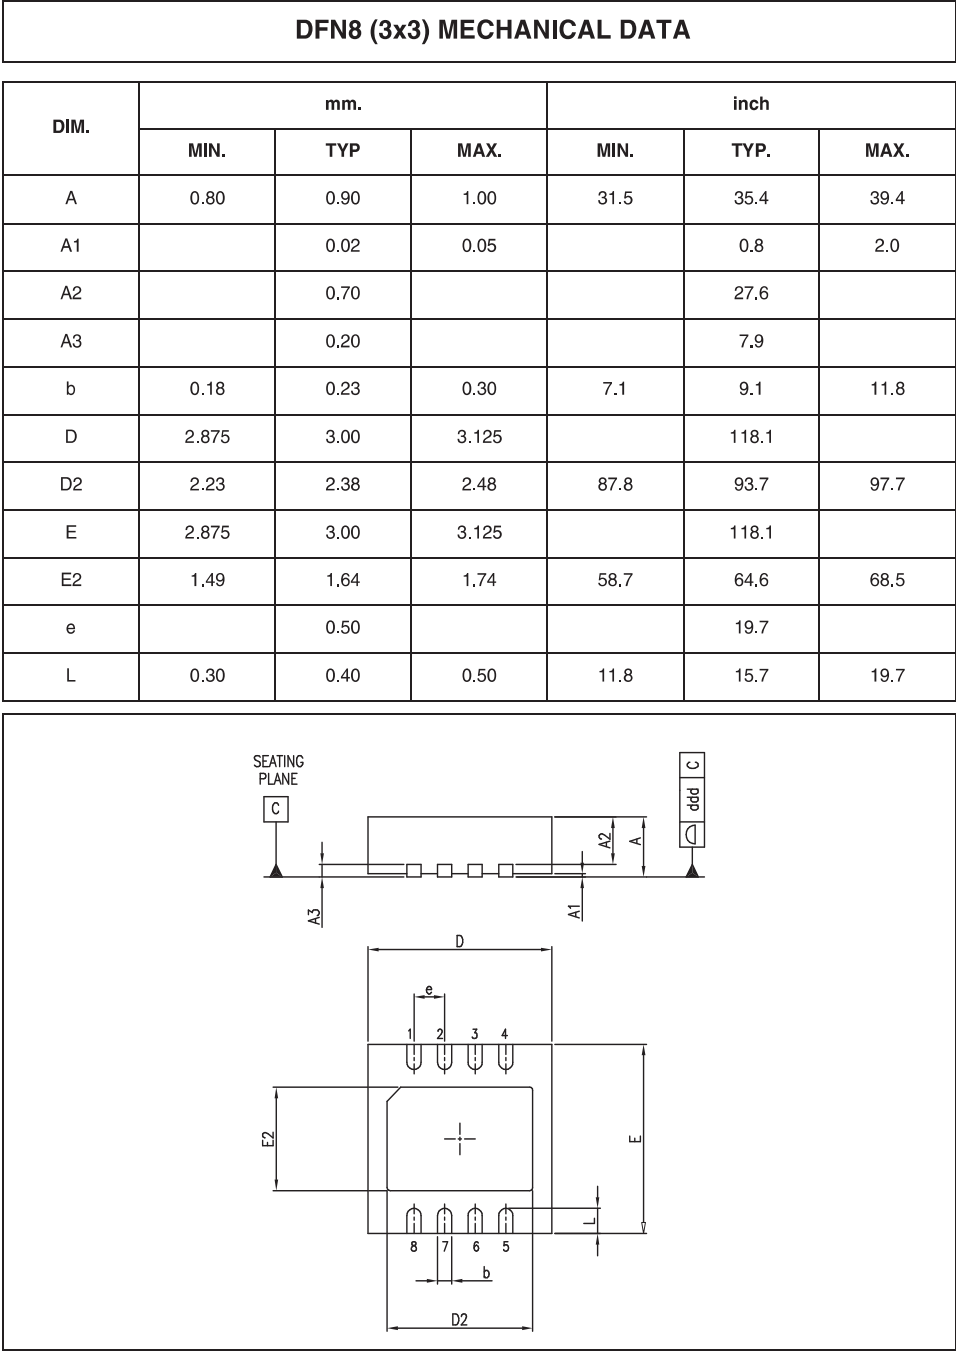 DFN8 (3x3) MECHANICAL DATA
DIM. mm. inch
MIN. TYP MAX. MIN. TYP. MAX.
A 0.80 0.90 1.00 31.5 35.4 39.4
A1 0.02 0.05 0.8 2.0
A2 0.70 27.6
A3 0.20 7.9
b 0.18 0.23 0.30 7.1 9.1 11.8
D 2.875 3.00 3.125 118.1
D2 2.23 2.38 2.48 87.8 93.7 97.7
E 2.875 3.00 3.125 118.1
E2 1.49 1.64 1.74 58.7 64.6 68.5
e 0.50 19.7
L 0.30 0.40 0.50 11.8 15.7 19.7
SEATING
PLANE
C
ddd C
A2
A
A3
A1
D
e
1 2 3 4
E2
E
L
8 7 6 5
b
D2